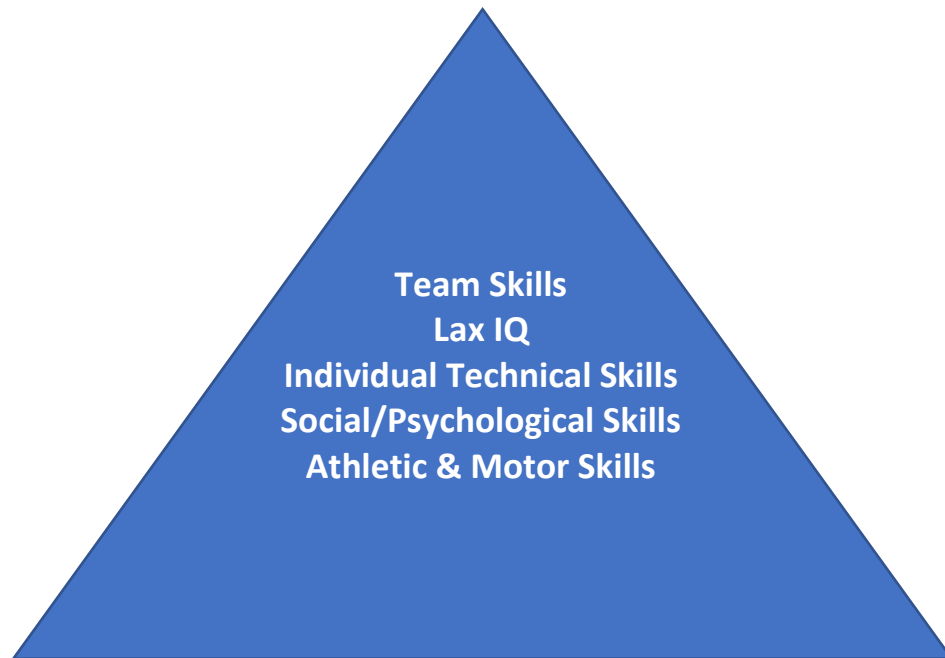 Team Skills
Lax IQ
Individual Technical Skills
Social/Psychological Skills
Athletic & Motor Skills